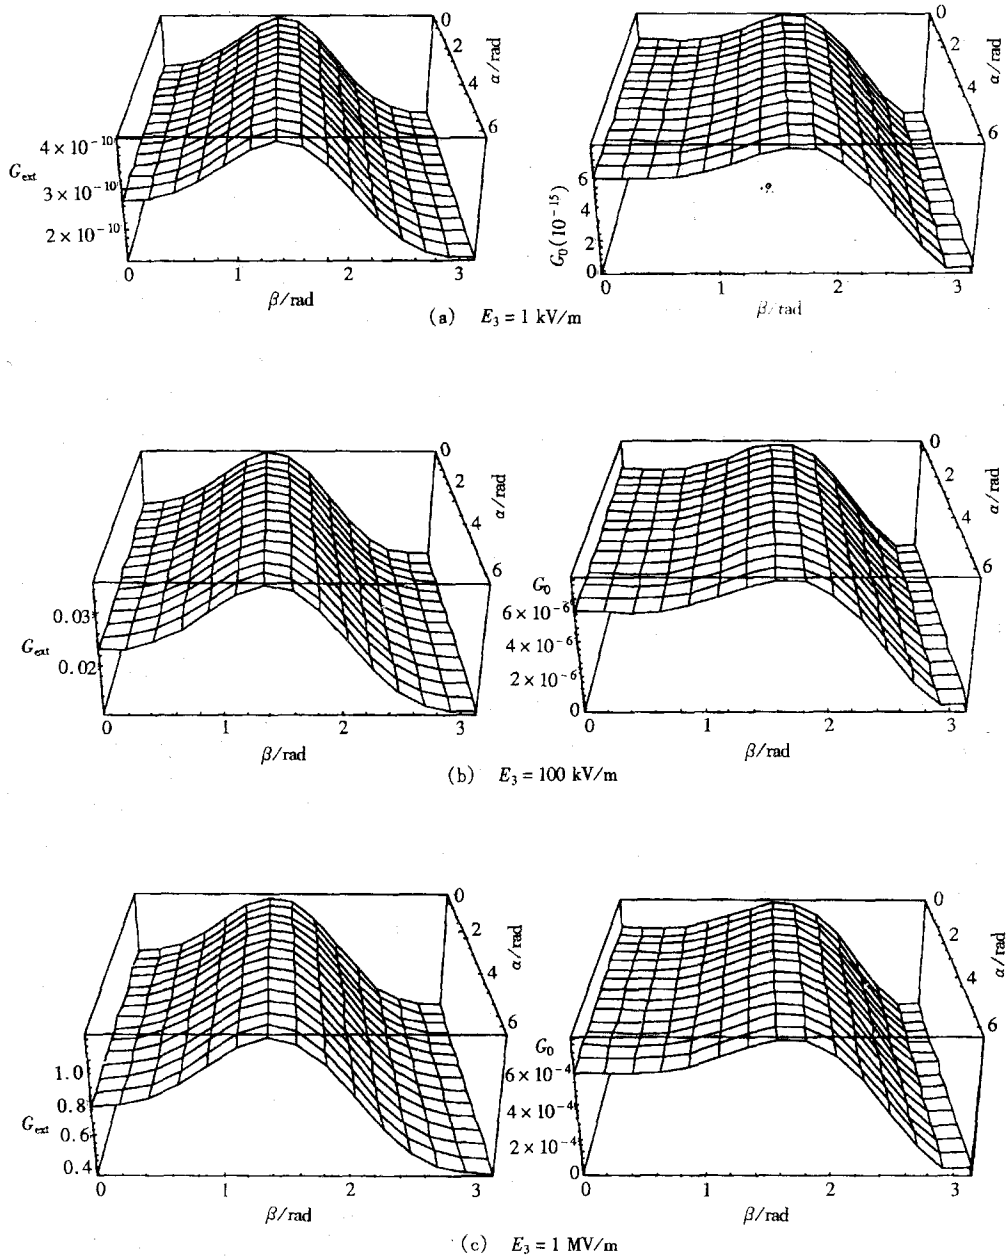 0
2
4
6
α/rad
4 × 10⁻¹⁰
G_ext
3 × 10⁻¹⁰
2 × 10⁻¹⁰
0 1 2 3
β/rad
0
2
4
6
α/rad
6
4
2
0
G₀(10⁻¹⁵)
0 1 2 3
β/rad
(a) E₃ = 1 kV/m
0
2
4
6
α/rad
0.03
G_ext
0.02
0 1 2 3
β/rad
0
2
4
6
α/rad
G₀
6 × 10⁻⁶
4 × 10⁻⁶
2 × 10⁻⁶
0
0 1 2 3
β/rad
(b) E₃ = 100 kV/m
0
2
4
6
α/rad
1.0
0.8
G_ext
0.6
0.4
0 1 2 3
β/rad
0
2
4
6
α/rad
G₀
6 × 10⁻⁴
4 × 10⁻⁴
2 × 10⁻⁴
0
0 1 2 3
β/rad
(c) E₃ = 1 MV/m